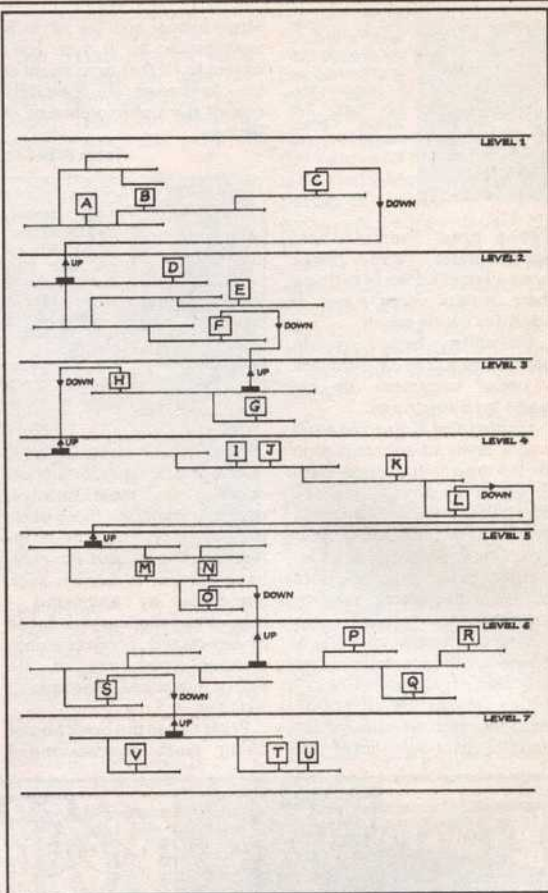 LEVEL 1
C
B
A
DOWN
UP
LEVEL 2
D
E
F
DOWN
UP
LEVEL 3
DOWN
H
G
UP
LEVEL 4
I J
K
L
DOWN
UP
LEVEL 5
M N
O
DOWN
UP
LEVEL 6
P R
S
Q
DOWN
UP
LEVEL 7
V T U